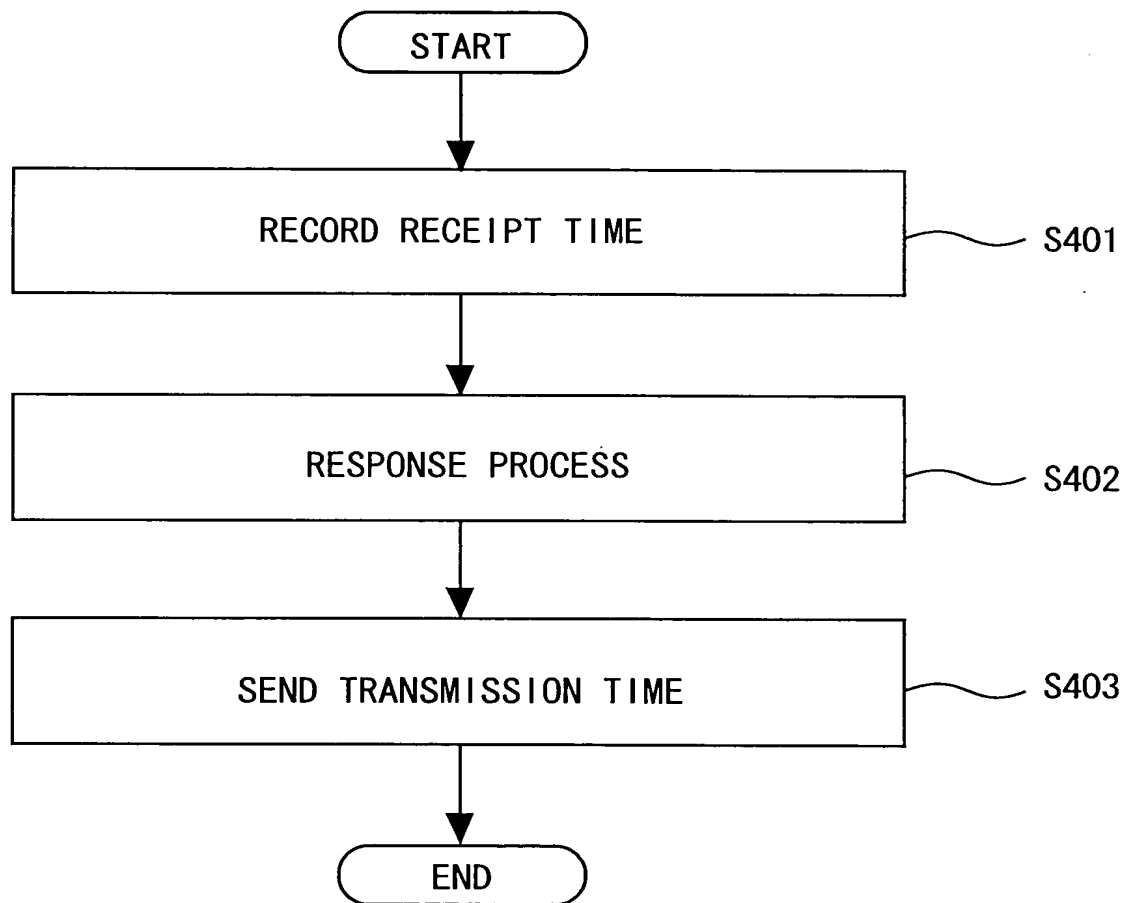 START
RECORD RECEIPT TIME
S401
RESPONSE PROCESS
S402
SEND TRANSMISSION TIME
S403
END